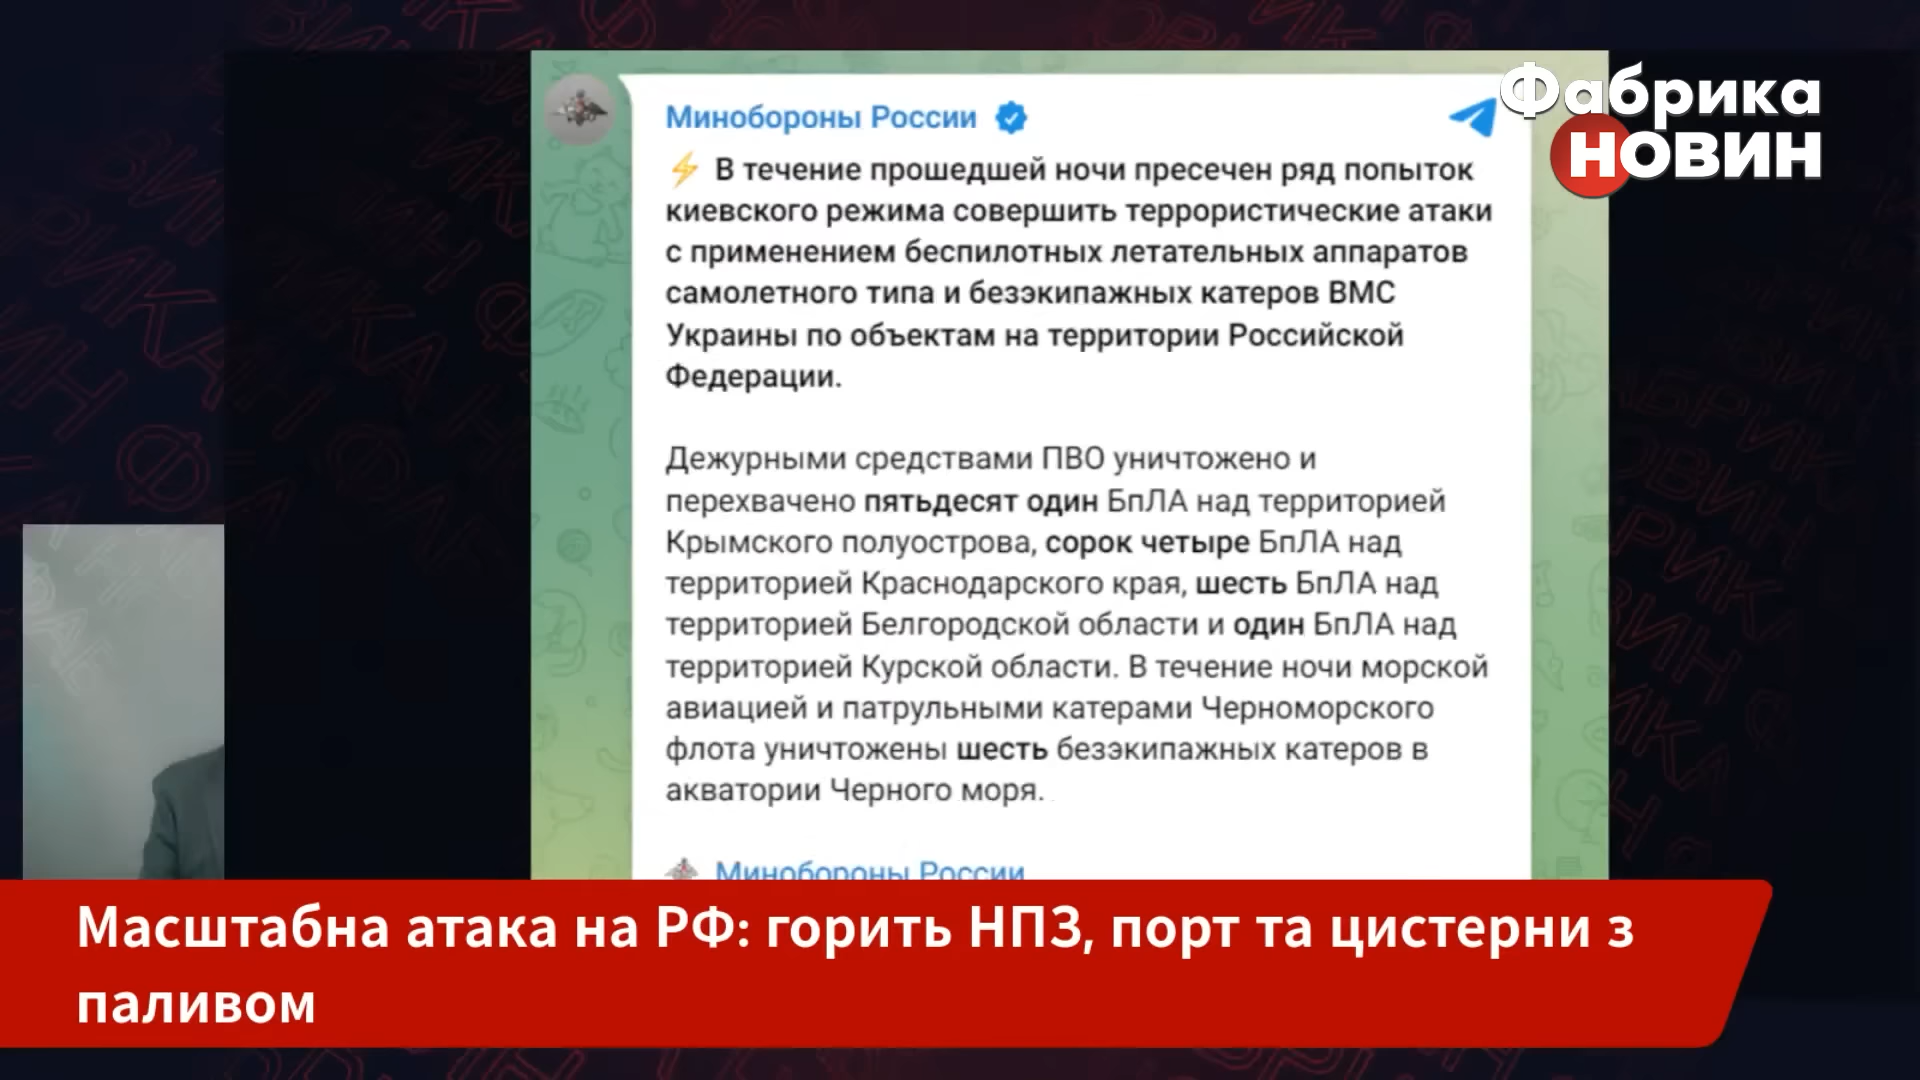 Фабрика
НОВИН
Минобороны России
⚡ В течение прошедшей ночи пресечен ряд попыток
киевского режима совершить террористические атаки
с применением беспилотных летательных аппаратов
самолетного типа и безэкипажных катеров ВМС
Украины по объектам на территории Российской
Федерации.
Дежурными средствами ПВО уничтожено и
перехвачено пятьдесят один БпЛА над территорией
Крымского полуострова, сорок четыре БпЛА над
территорией Краснодарского края, шесть БпЛА над
территорией Белгородской области и один БпЛА над
территорией Курской области. В течение ночи морской
авиацией и патрульными катерами Черноморского
флота уничтожены шесть безэкипажных катеров в
акватории Черного моря.
Минобороны России
Масштабна атака на РФ: горить НПЗ, порт та цистерни з
паливом